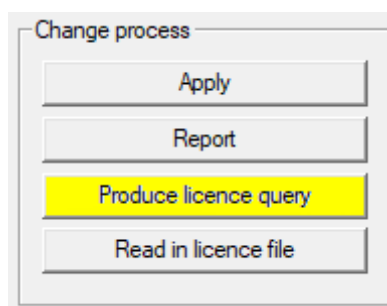 Change process
Apply
Report
Produce licence query
Read in licence file